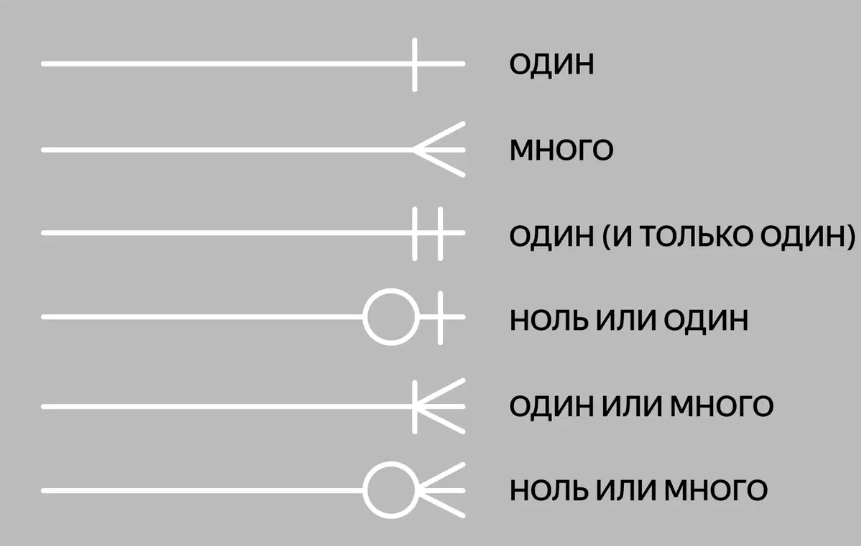 ОДИН
МНОГО
ОДИН (И ТОЛЬКО ОДИН)
НОЛЬ ИЛИ ОДИН
ОДИН ИЛИ МНОГО
НОЛЬ ИЛИ МНОГО